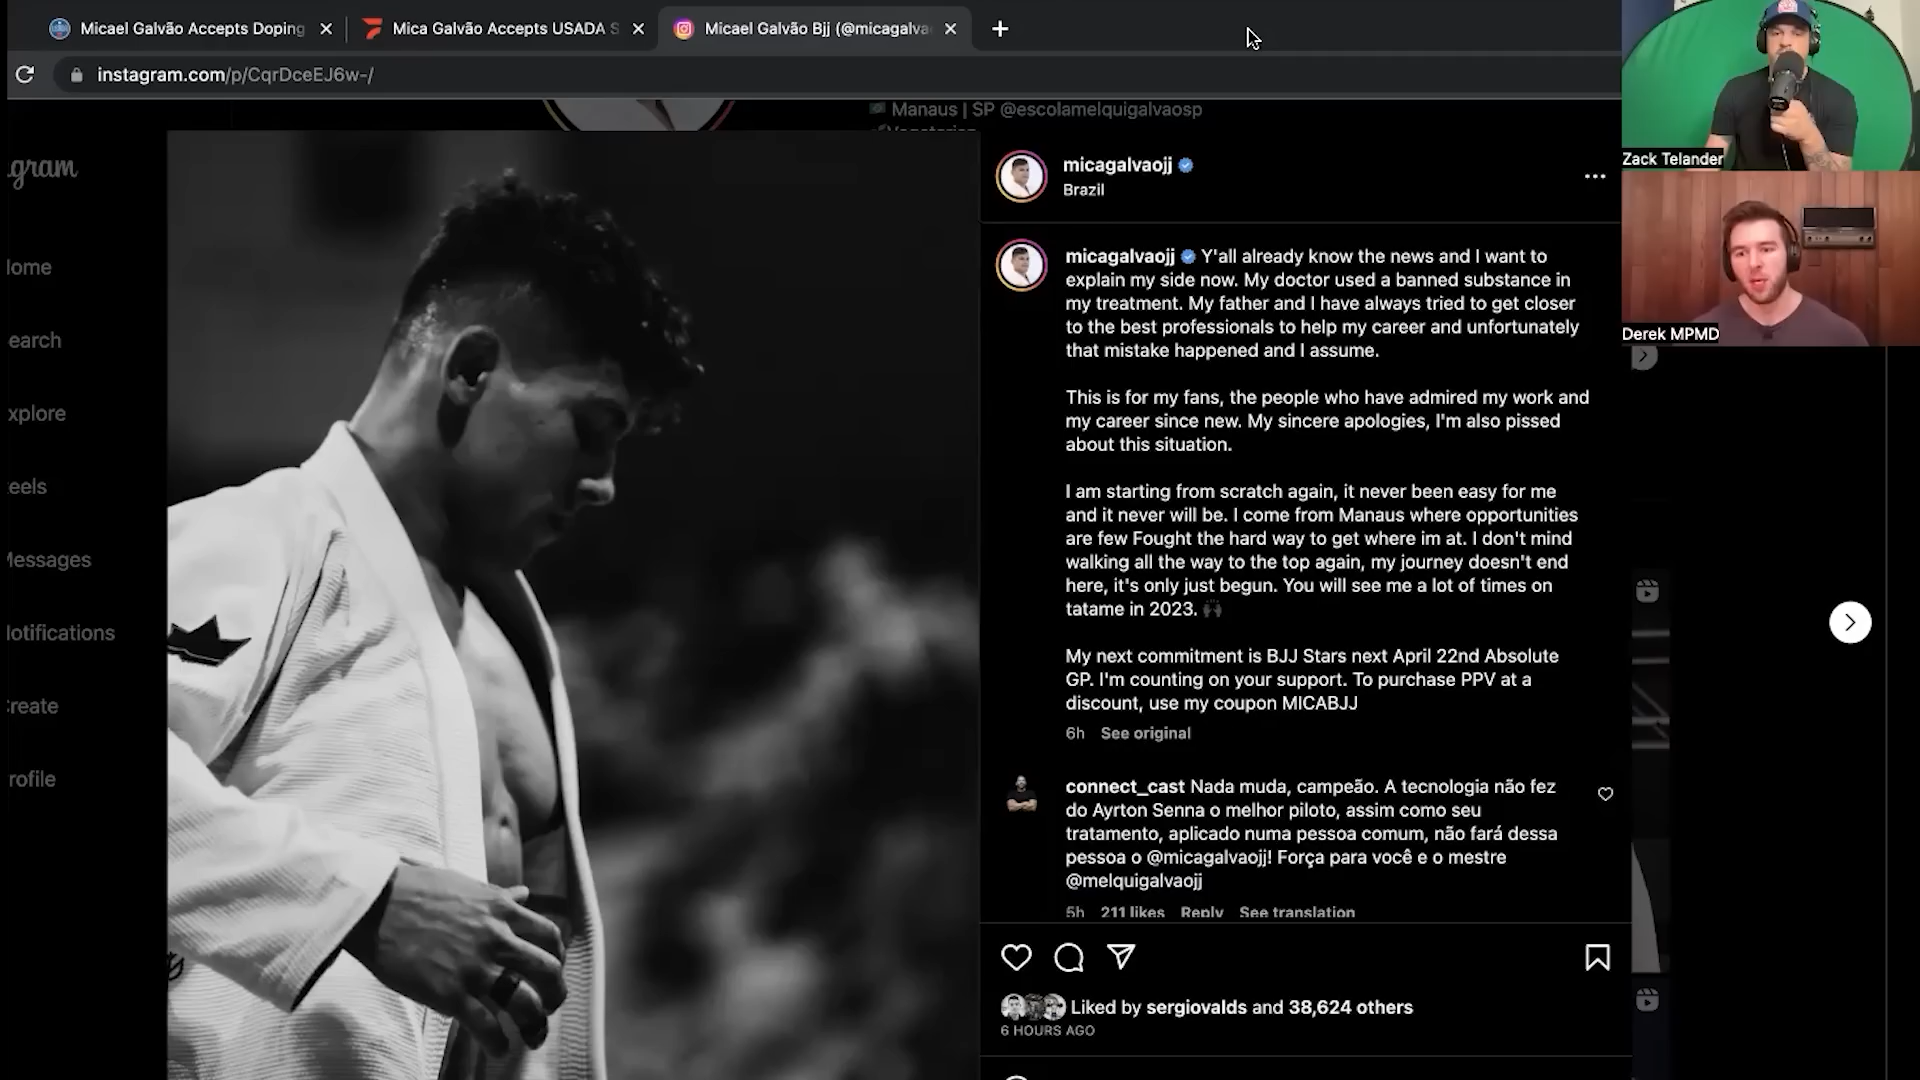 Micael Galvão Accepts Doping
Mica Galvão Accepts USADA S
Micael Galvão Bjj (@micagalva
instagram.com/p/CqrDceEJ6w-/
Manaus | SP @escolamelquigalvaosp
gram
ome
earch
xplore
eels
Messages
otifications
reate
rofile
micagalvaojj
Brazil
micagalvaojj Y'all already know the news and I want to
explain my side now. My doctor used a banned substance in
my treatment. My father and I have always tried to get closer
to the best professionals to help my career and unfortunately
that mistake happened and I assume.
This is for my fans, the people who have admired my work and
my career since new. My sincere apologies, I'm also pissed
about this situation.
I am starting from scratch again, it never been easy for me
and it never will be. I come from Manaus where opportunities
are few Fought the hard way to get where im at. I don't mind
walking all the way to the top again, my journey doesn't end
here, it's only just begun. You will see me a lot of times on
tatame in 2023. 🙌🏿
My next commitment is BJJ Stars next April 22nd Absolute
GP. I'm counting on your support. To purchase PPV at a
discount, use my coupon MICABJJ
6h See original
connect_cast Nada muda, campeão. A tecnologia não fez
do Ayrton Senna o melhor piloto, assim como seu
tratamento, aplicado numa pessoa comum, não fará dessa
pessoa o @micagalvaojj! Força para você e o mestre
@melquigalvaojj
5h 211 likes Reply See translation
Liked by sergiovalds and 38,624 others
6 HOURS AGO
Zack Telander
Derek MPMD